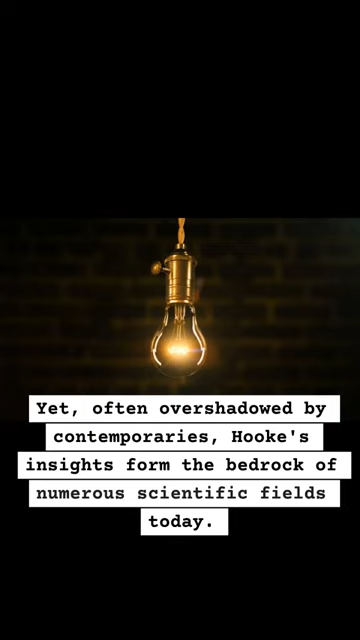 Yet, often overshadowed by
contemporaries, Hooke's
insights form the bedrock of
numerous scientific fields
today.